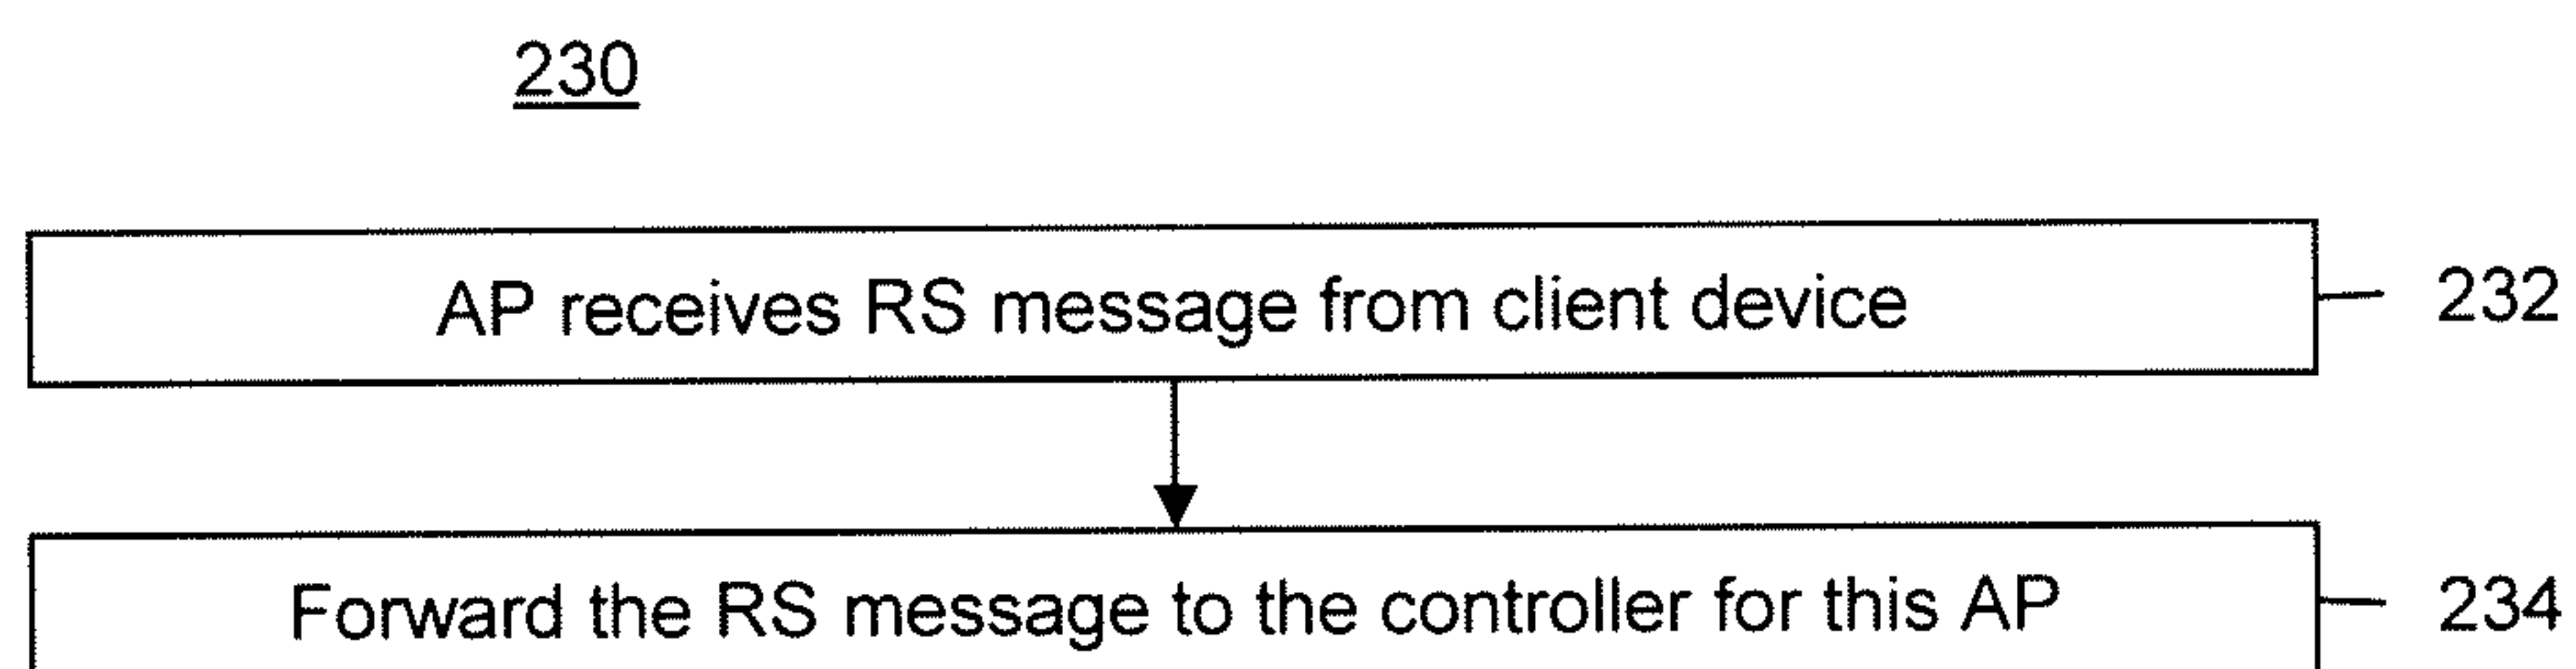 230
AP receives RS message from client device
232
Forward the RS message to the controller for this AP
234